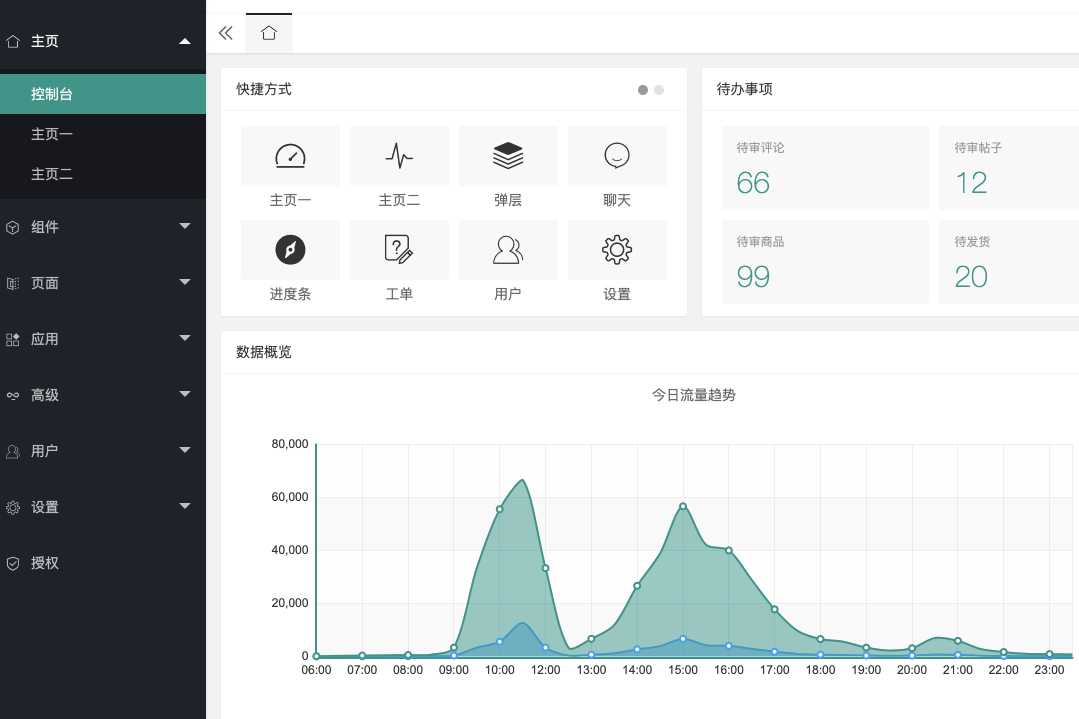 主页
控制台
主页一
主页二
组件
页面
应用
高级
用户
设置
授权
快捷方式
主页一
主页二
弹层
聊天
进度条
工单
用户
设置
待办事项
待审评论
66
待审帖子
12
待审商品
99
待发货
20
数据概览
今日流量趋势
80,000
60,000
40,000
20,000
0
06:00 07:00 08:00 09:00 10:00 12:00 13:00 14:00 15:00 16:00 17:00 18:00 19:00 20:00 21:00 22:00 23:00